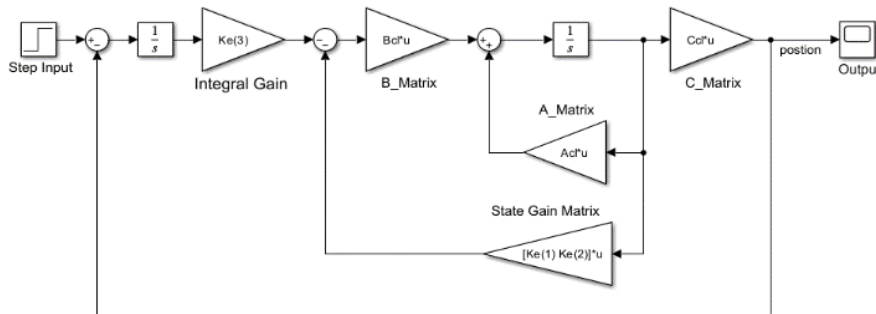 Step Input
+
−
1
s
Ke(3)
Integral Gain
−
−
Bcl*u
B_Matrix
+
+
1
s
Ccl*u
C_Matrix
postion
Outpu
A_Matrix
Acl*u
State Gain Matrix
[Ke(1) Ke(2)]*u